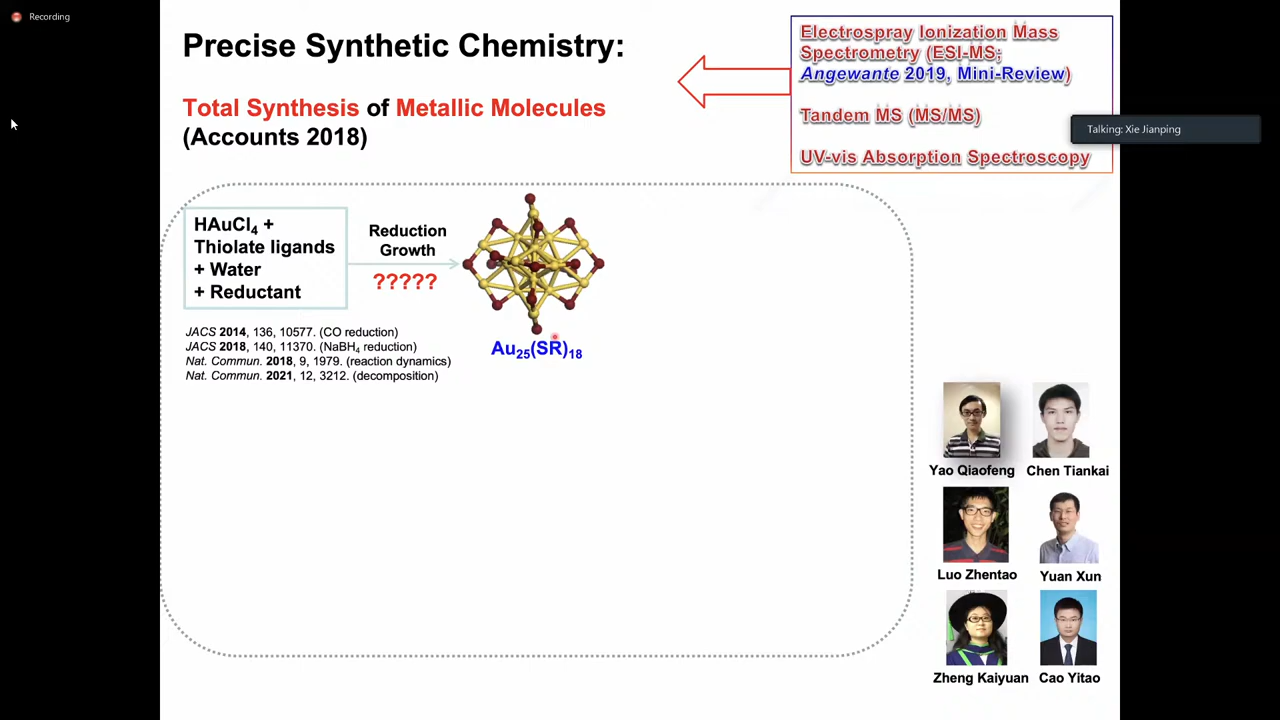 Recording
Precise Synthetic Chemistry:
Total Synthesis of Metallic Molecules
(Accounts 2018)
Electrospray Ionization Mass
Spectrometry (ESI-MS;
Angewante 2019, Mini-Review)
Tandem MS (MS/MS)
UV-vis Absorption Spectroscopy
Talking: Xie Jianping
HAuCl4 +
Thiolate ligands
+ Water
+ Reductant
Reduction
Growth
?????
Au25(SR)18
JACS 2014, 136, 10577. (CO reduction)
JACS 2018, 140, 11370. (NaBH4 reduction)
Nat. Commun. 2018, 9, 1979. (reaction dynamics)
Nat. Commun. 2021, 12, 3212. (decomposition)
Yao Qiaofeng
Chen Tiankai
Luo Zhentao
Yuan Xun
Zheng Kaiyuan
Cao Yitao